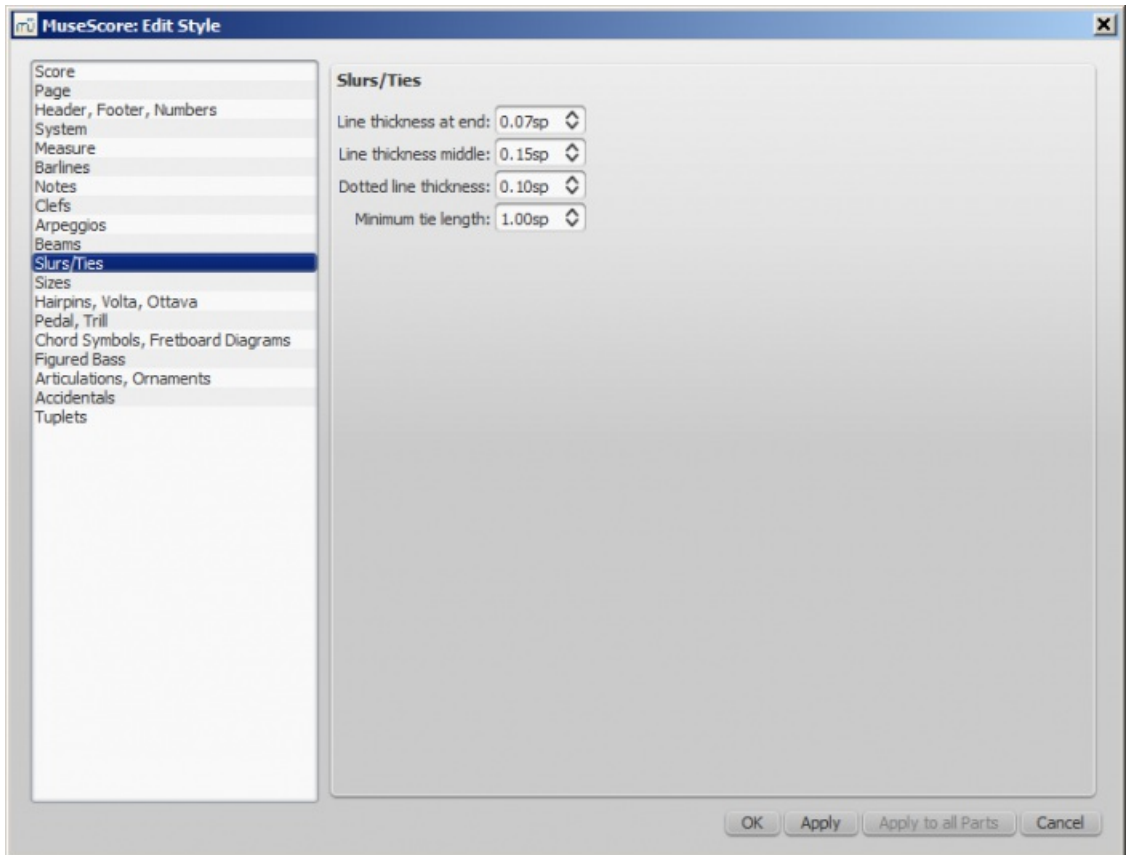 MuseScore: Edit Style
Score
Page
Header, Footer, Numbers
System
Measure
Barlines
Notes
Clefs
Arpeggios
Beams
Slurs/Ties
Sizes
Hairpins, Volta, Ottava
Pedal, Trill
Chord Symbols, Fretboard Diagrams
Figured Bass
Articulations, Ornaments
Accidentals
Tuplets
Slurs/Ties
Line thickness at end: 0.07sp
Line thickness middle: 0.15sp
Dotted line thickness: 0.10sp
Minimum tie length: 1.00sp
OK Apply Apply to all Parts Cancel